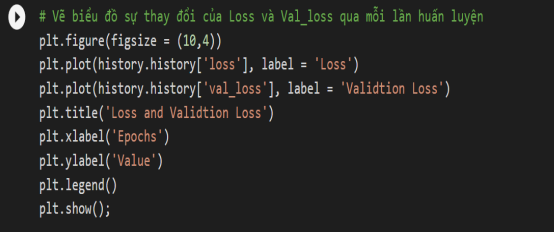 # Vẽ biểu đồ sự thay đổi của Loss và Val_loss qua mỗi lần huấn luyện
plt.figure(figsize = (10,4))
plt.plot(history.history['loss'], label = 'Loss')
plt.plot(history.history['val_loss'], label = 'Validtion Loss')
plt.title('Loss and Validtion Loss')
plt.xlabel('Epochs')
plt.ylabel('Value')
plt.legend()
plt.show();